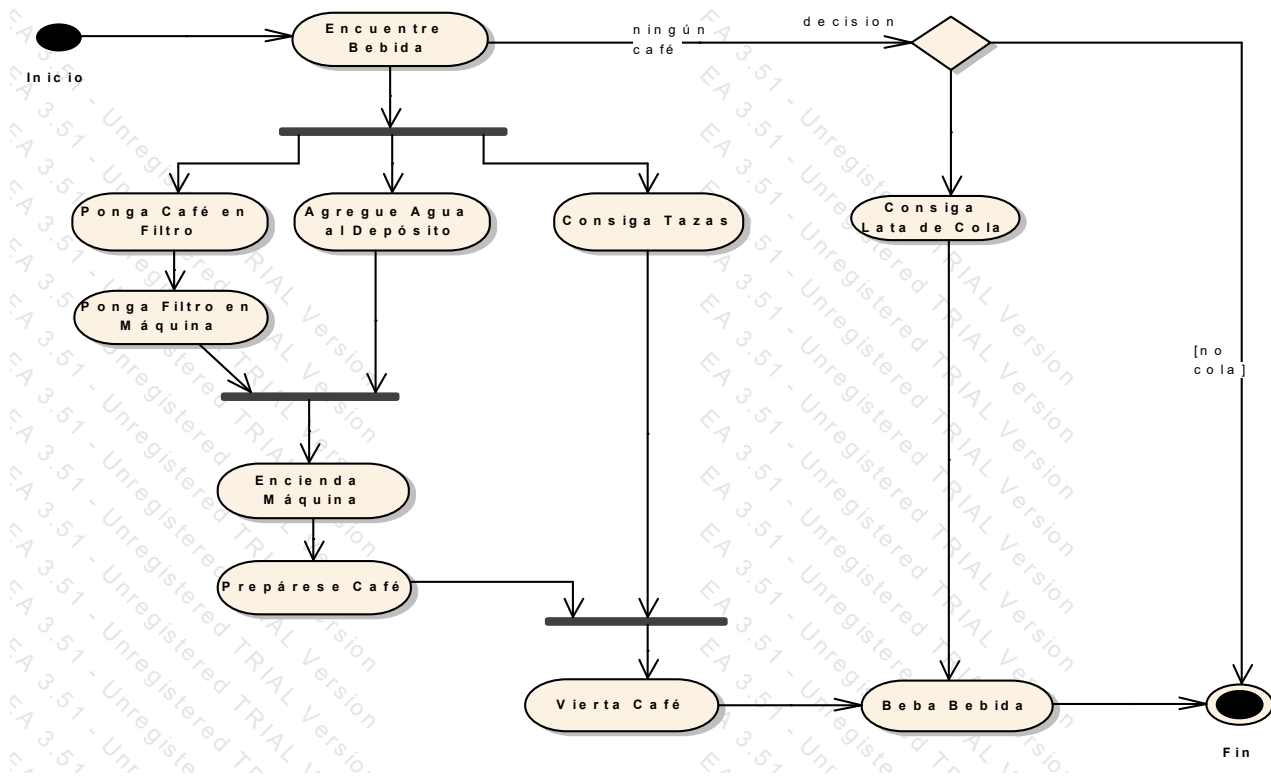 Encuentre
Bebida
ningún
café
decision
Inicio
Ponga Café en
Filtro
Agregue Agua
al Depósito
Consiga Tazas
Consiga
Lata de Cola
Ponga Filtro en
Máquina
[no
cola]
Encienda
Máquina
Prepárese Café
Vierta Café
Beba Bebida
Fin
EA 3.51 - Unregistered TRIAL Version